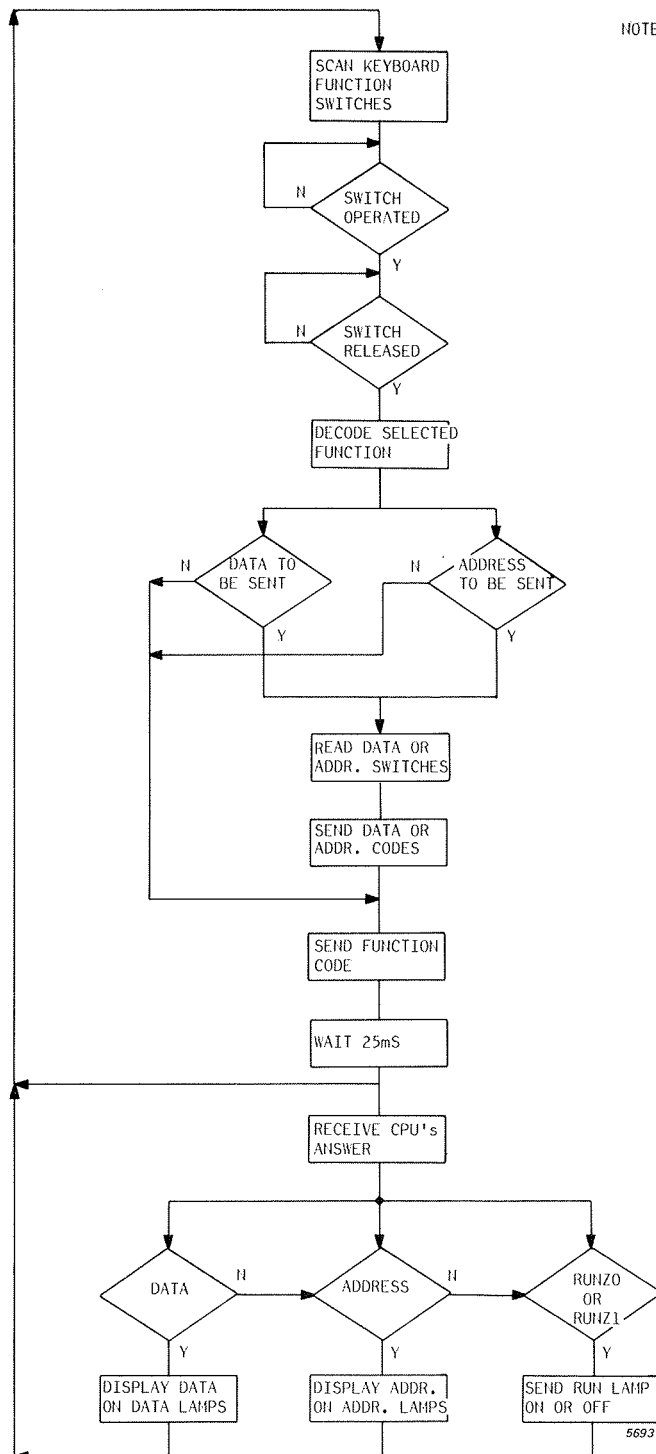 NOTE
SCAN KEYBOARD
FUNCTION
SWITCHES
N
SWITCH
OPERATED
Y
N
SWITCH
RELEASED
Y
DECODE SELECTED
FUNCTION
N
DATA TO
BE SENT
Y
N
ADDRESS
TO BE SENT
Y
READ DATA OR
ADDR. SWITCHES
SEND DATA OR
ADDR. CODES
SEND FUNCTION
CODE
WAIT 25mS
RECEIVE CPU's
ANSWER
DATA
N
Y
ADDRESS
N
Y
RUNZ0
OR
RUNZ1
Y
DISPLAY DATA
ON DATA LAMPS
DISPLAY ADDR.
ON ADDR. LAMPS
SEND RUN LAMP
ON OR OFF
5693